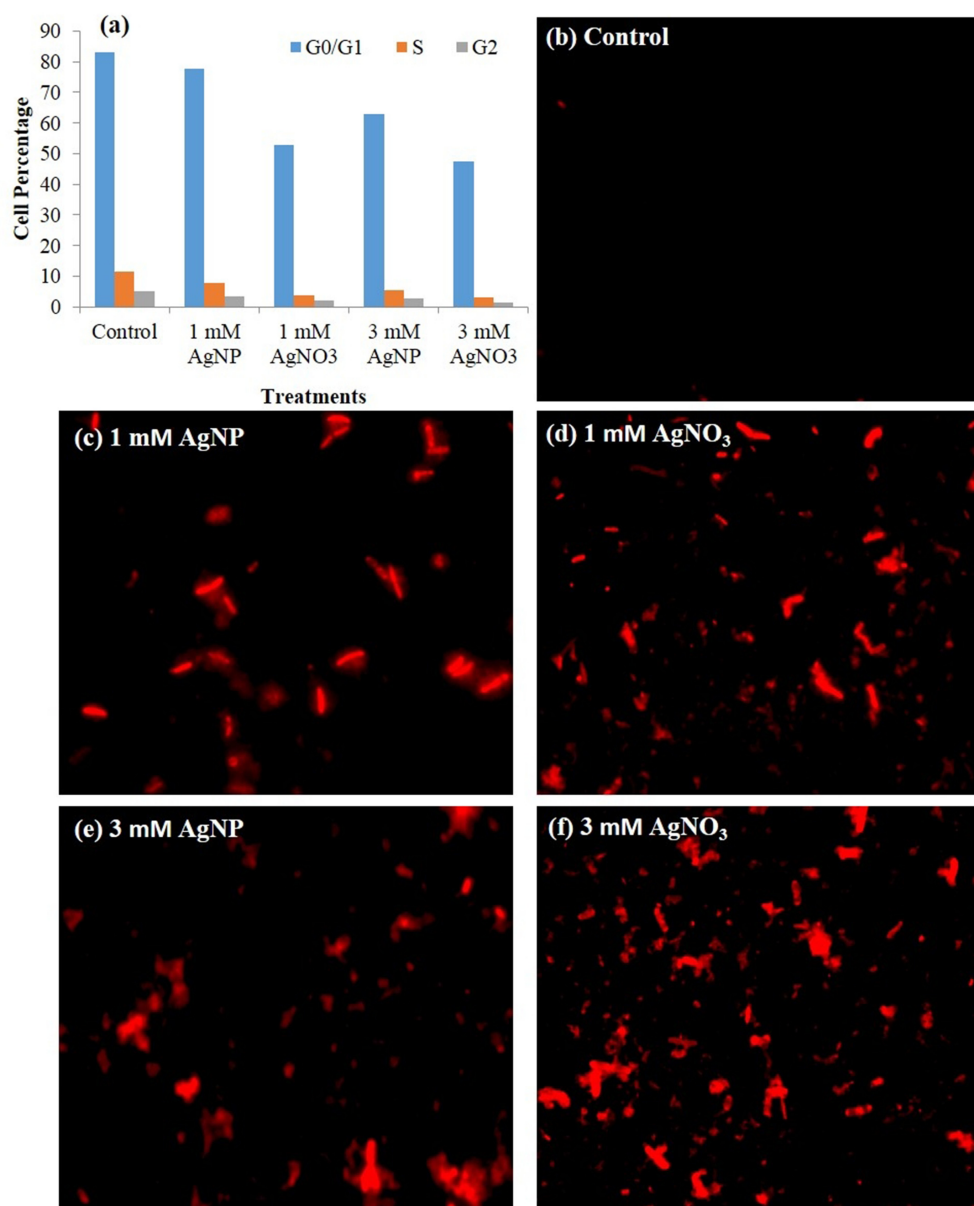 (a)
G0/G1 S G2
90
80
70
60
50
40
30
20
10
0
Cell Percentage
Control
1 mM
AgNP
1 mM
AgNO3
3 mM
AgNP
3 mM
AgNO3
Treatments
(b) Control
(c) 1 mM AgNP
(d) 1 mM AgNO₃
(e) 3 mM AgNP
(f) 3 mM AgNO₃